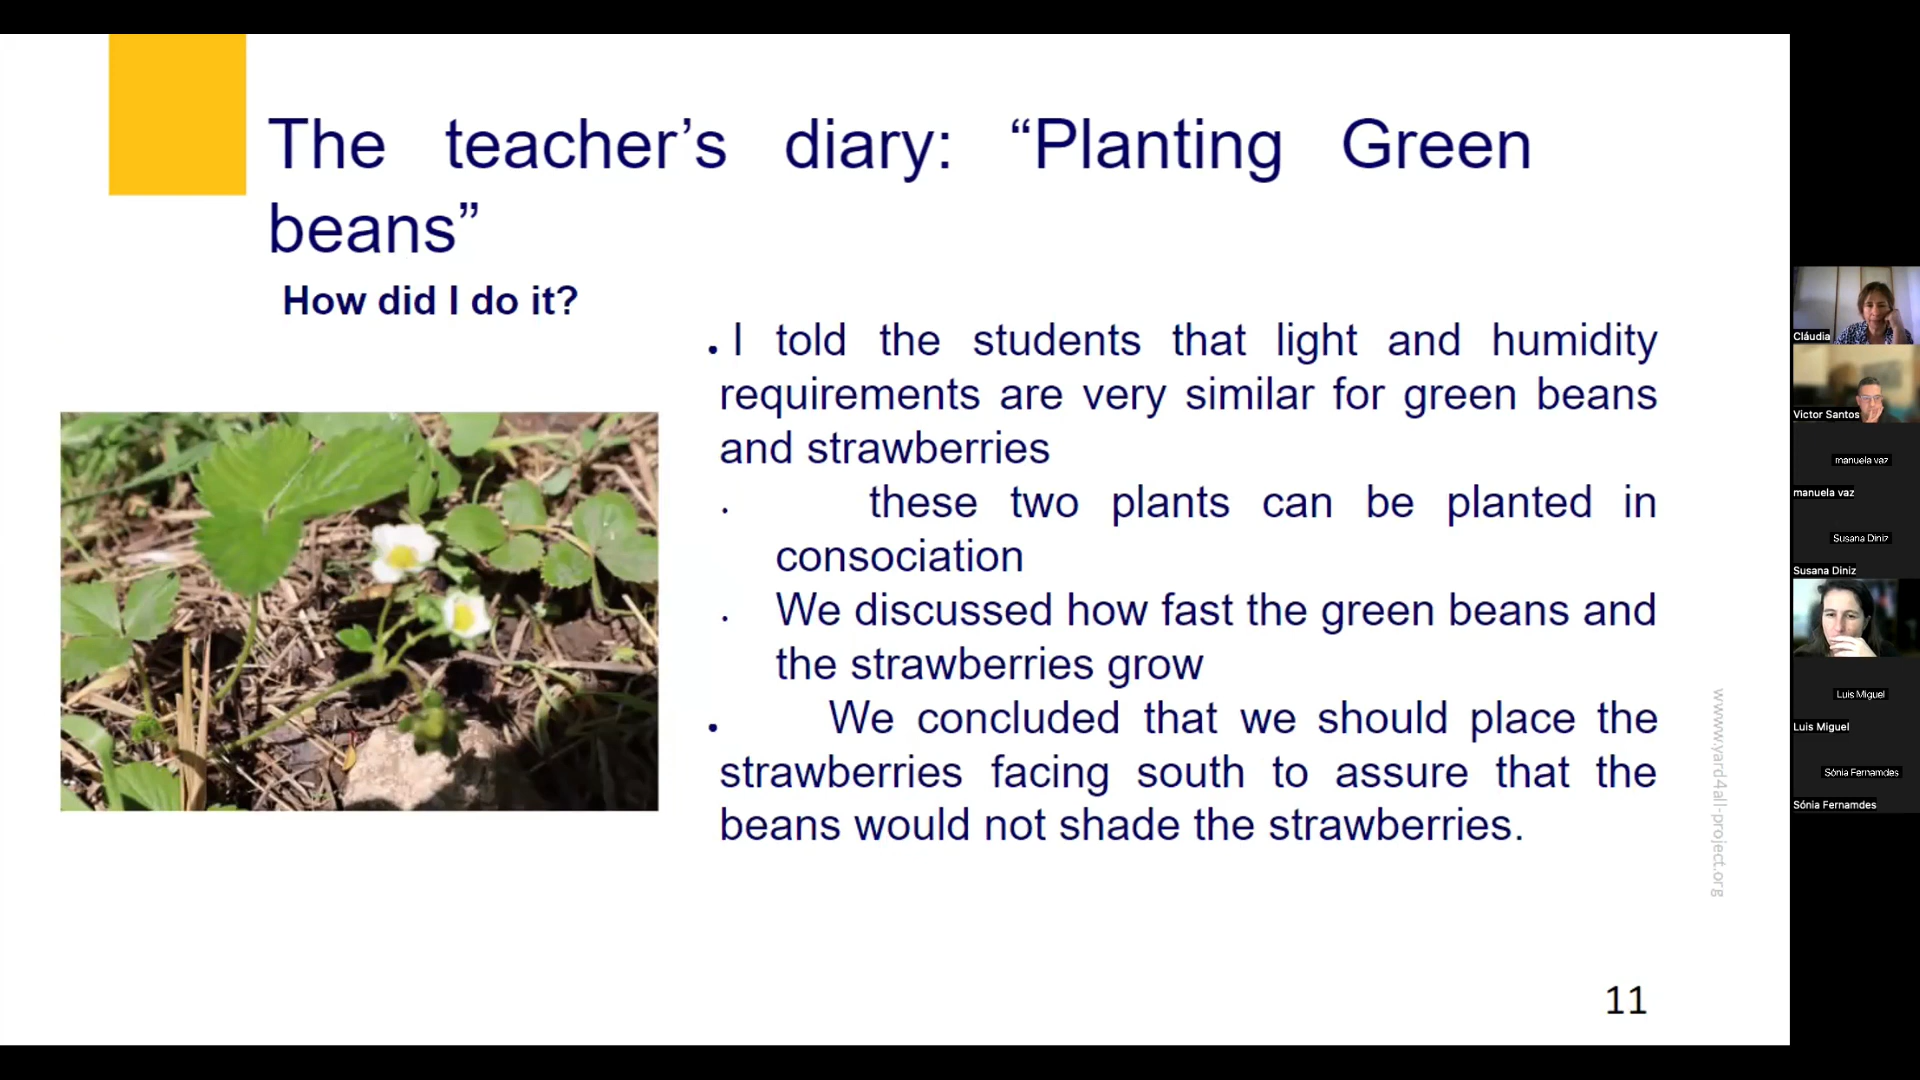 The teacher’s diary: “Planting Green
beans”
How did I do it?
• I told the students that light and humidity
requirements are very similar for green beans
and strawberries
• these two plants can be planted in
consociation
• We discussed how fast the green beans and
the strawberries grow
• We concluded that we should place the
strawberries facing south to assure that the
beans would not shade the strawberries.
www.yard4all-project.org
11
Cláudia
Victor Santos
manuela vaz
manuela vaz
Susana Diniz
Susana Diniz
Luis Miguel
Luis Miguel
Sónia Fernamdes
Sónia Fernamdes